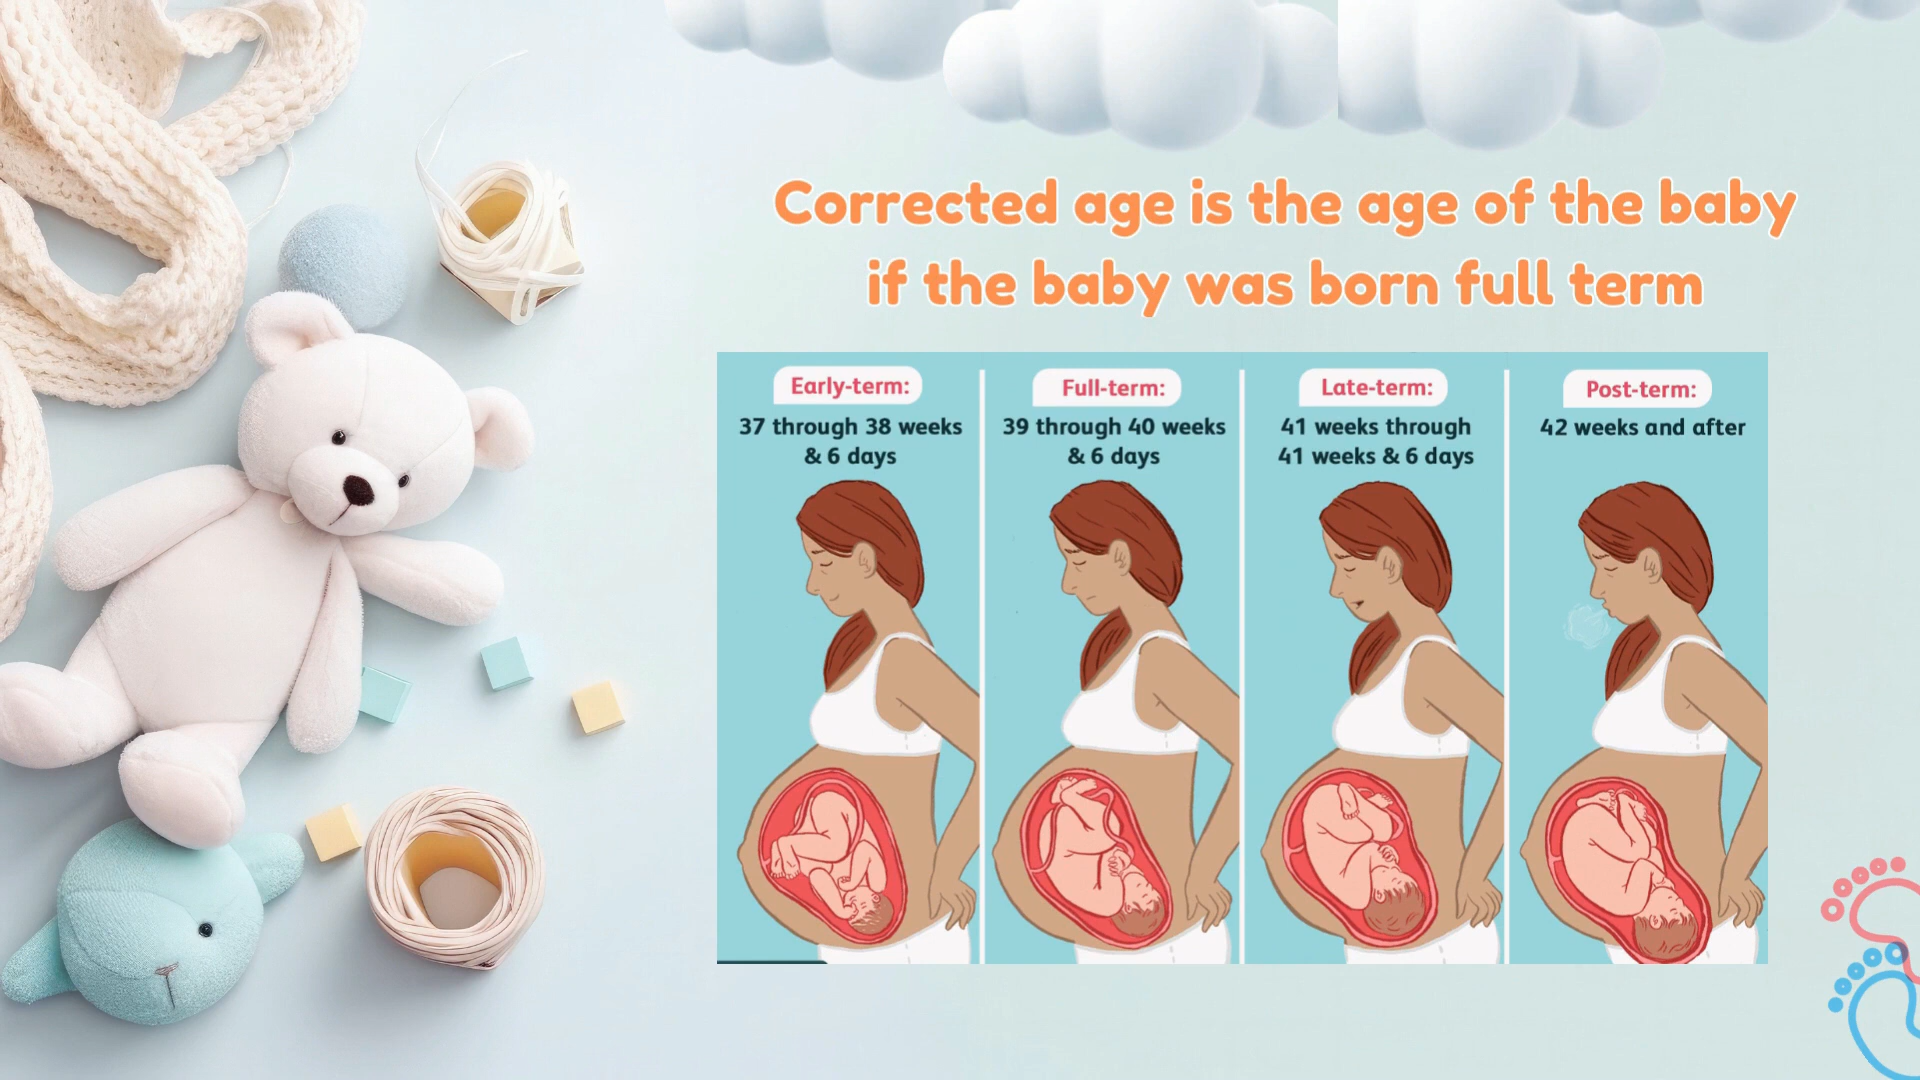 Corrected age is the age of the baby
if the baby was born full term
Early-term:
37 through 38 weeks
& 6 days
Full-term:
39 through 40 weeks
& 6 days
Late-term:
41 weeks through
41 weeks & 6 days
Post-term:
42 weeks and after